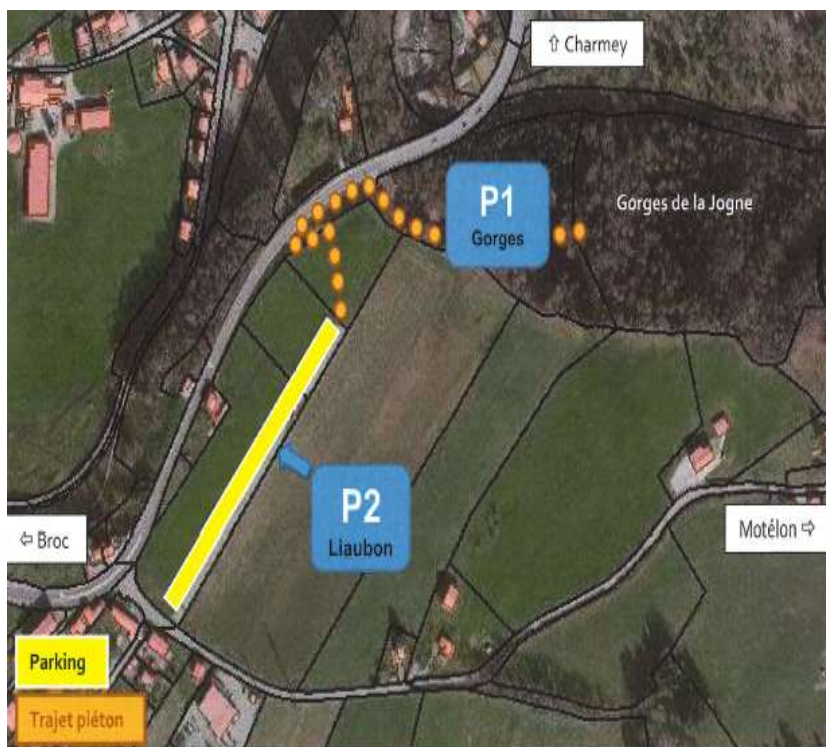 ⇧ Charmey
P1
Gorges
Gorges de la Jogne
P2
Liaubon
⇦ Broc
Motélon ⇨
Parking
Trajet piéton